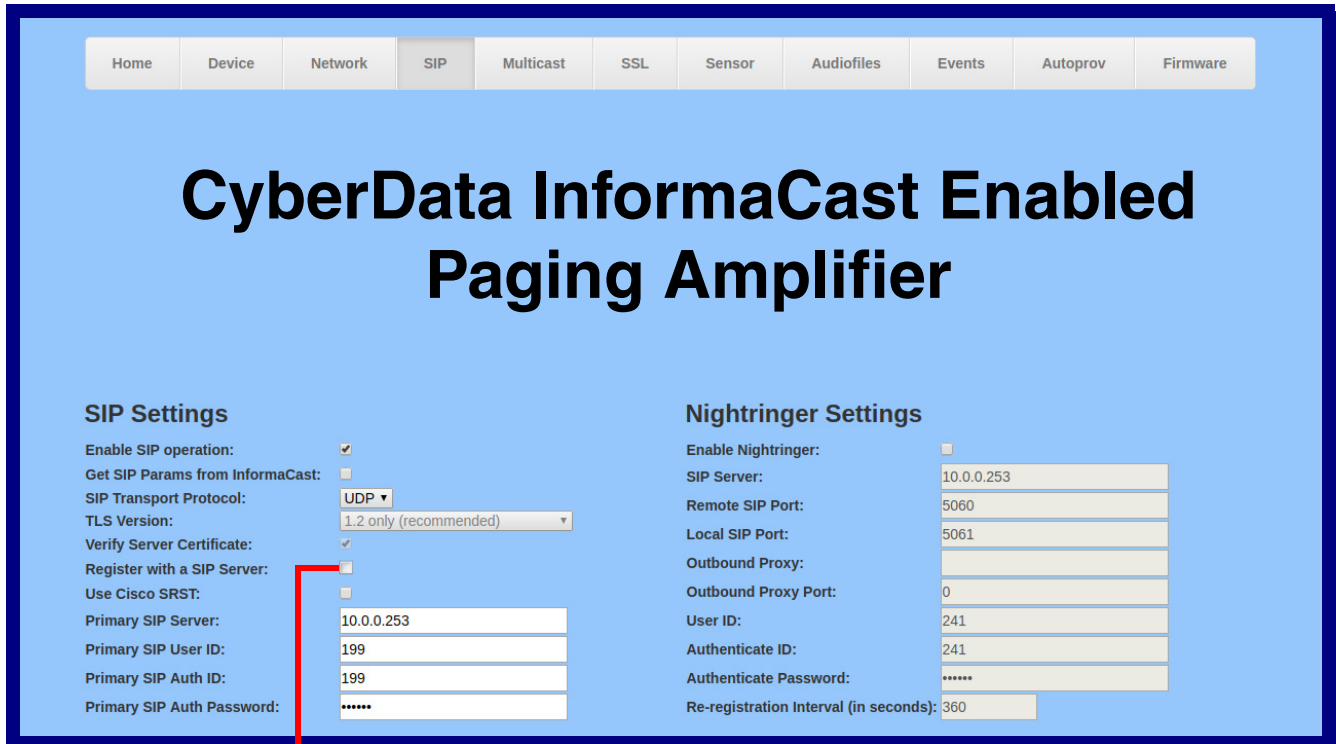 Home Device Network SIP Multicast SSL Sensor Audiofiles Events Autoprov Firmware
CyberData InformaCast Enabled
Paging Amplifier
SIP Settings
Enable SIP operation:
Get SIP Params from InformaCast:
SIP Transport Protocol: UDP
TLS Version: 1.2 only (recommended)
Verify Server Certificate:
Register with a SIP Server:
Use Cisco SRST:
Primary SIP Server: 10.0.0.253
Primary SIP User ID: 199
Primary SIP Auth ID: 199
Primary SIP Auth Password: ••••••
Nightringer Settings
Enable Nightringer:
SIP Server: 10.0.0.253
Remote SIP Port: 5060
Local SIP Port: 5061
Outbound Proxy:
Outbound Proxy Port: 0
User ID: 241
Authenticate ID: 241
Authenticate Password: ••••••
Re-registration Interval (in seconds): 360